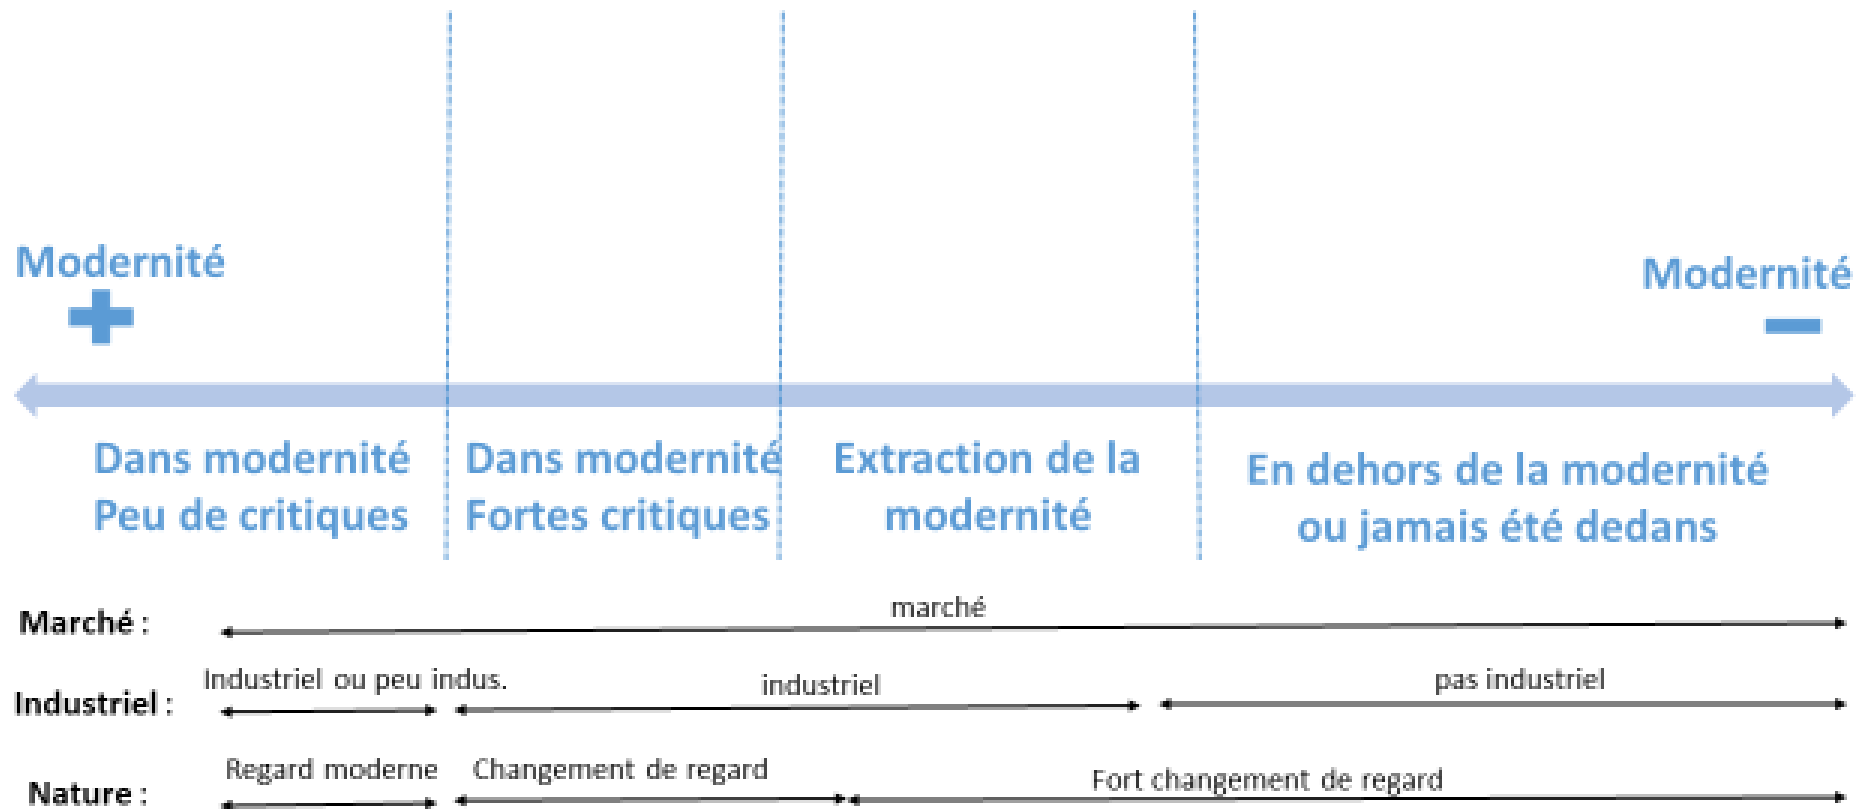 Modernité
Modernité
Dans modernité
Peu de critiques
Dans modernité
Fortes critiques
Extraction de la
modernité
En dehors de la modernité
ou jamais été dedans
Marché :
marché
Industriel :
Industriel ou peu indus.
industriel
pas industriel
Nature :
Regard moderne
Changement de regard
Fort changement de regard